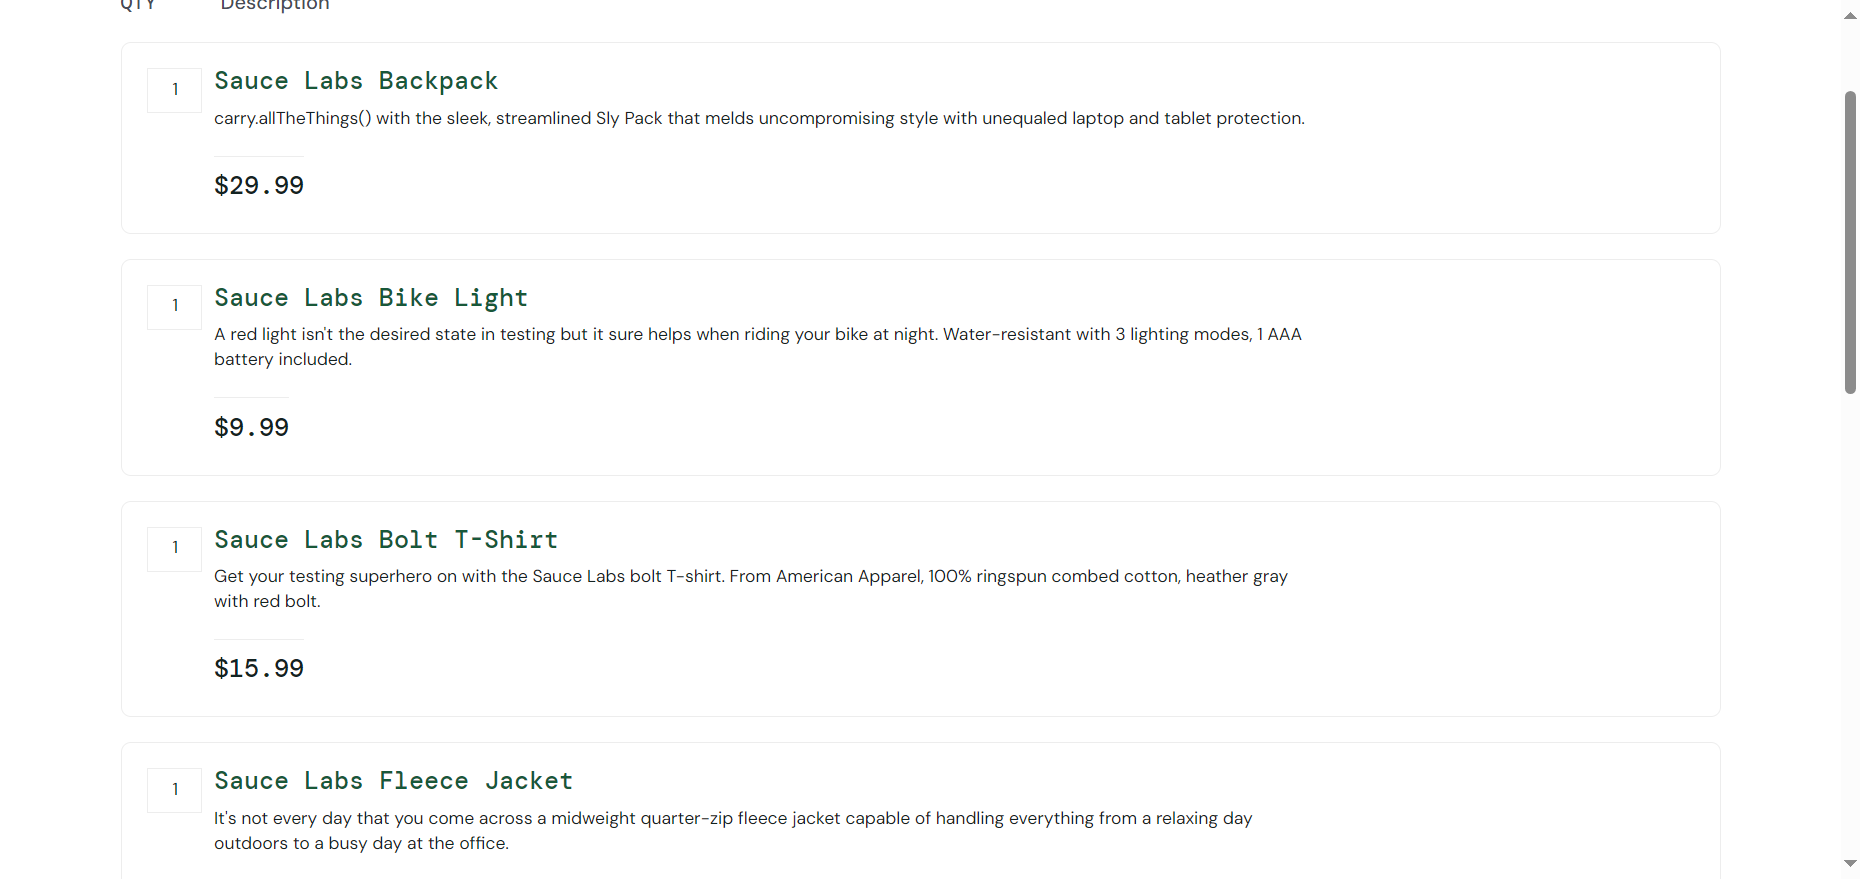 QTY
Description
1
Sauce Labs Backpack
carry.allTheThings() with the sleek, streamlined Sly Pack that melds uncompromising style with unequaled laptop and tablet protection.
$29.99
1
Sauce Labs Bike Light
A red light isn't the desired state in testing but it sure helps when riding your bike at night. Water-resistant with 3 lighting modes, 1 AAA
battery included.
$9.99
1
Sauce Labs Bolt T-Shirt
Get your testing superhero on with the Sauce Labs bolt T-shirt. From American Apparel, 100% ringspun combed cotton, heather gray
with red bolt.
$15.99
1
Sauce Labs Fleece Jacket
It's not every day that you come across a midweight quarter-zip fleece jacket capable of handling everything from a relaxing day
outdoors to a busy day at the office.